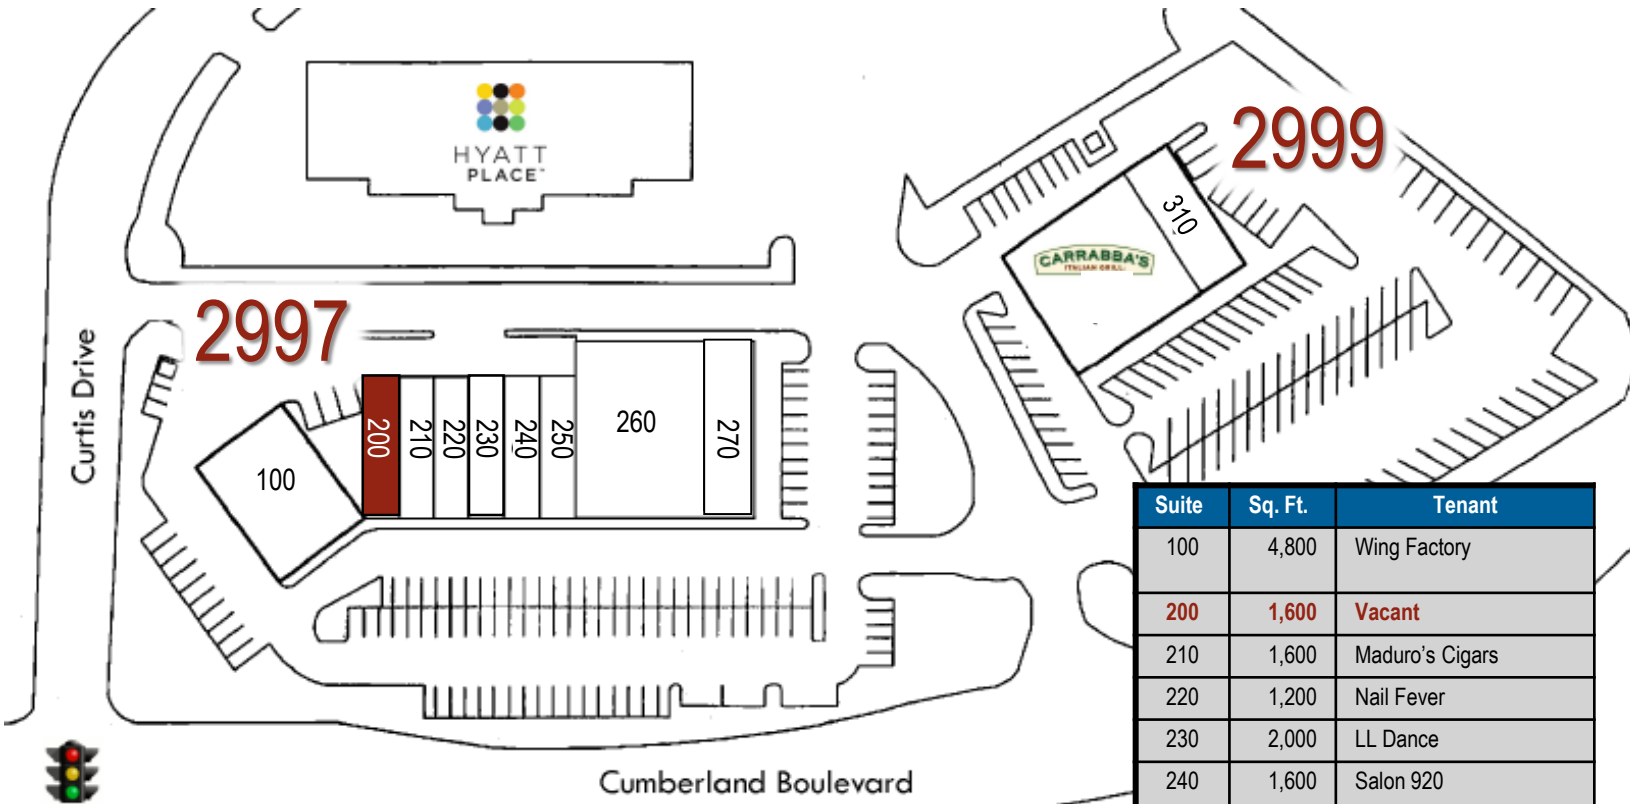 HYATT
PLACE
2999
310
CARRABBA'S
ITALIAN GRILL
2997
Curtis Drive
100
200
210
220
230
240
250
260
270
Suite Sq. Ft. Tenant
100 4,800 Wing Factory
200 1,600 Vacant
210 1,600 Maduro’s Cigars
220 1,200 Nail Fever
230 2,000 LL Dance
240 1,600 Salon 920
Cumberland Boulevard